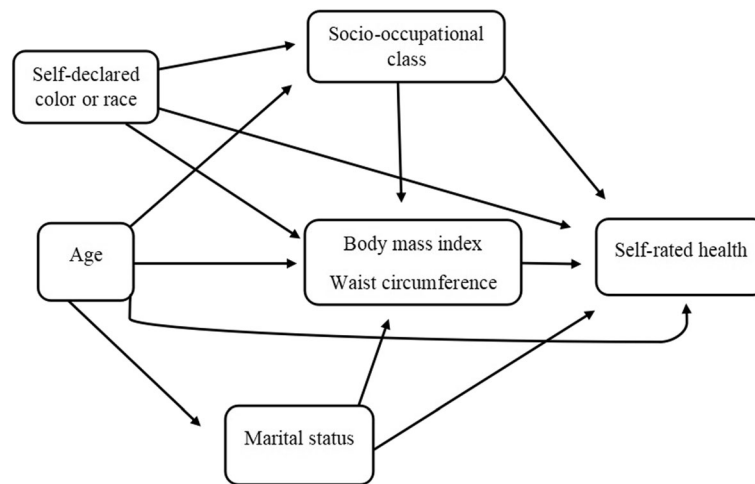 Socio-occupational
class
Self-declared
color or race
Age
Body mass index
Waist circumference
Self-rated health
Marital status